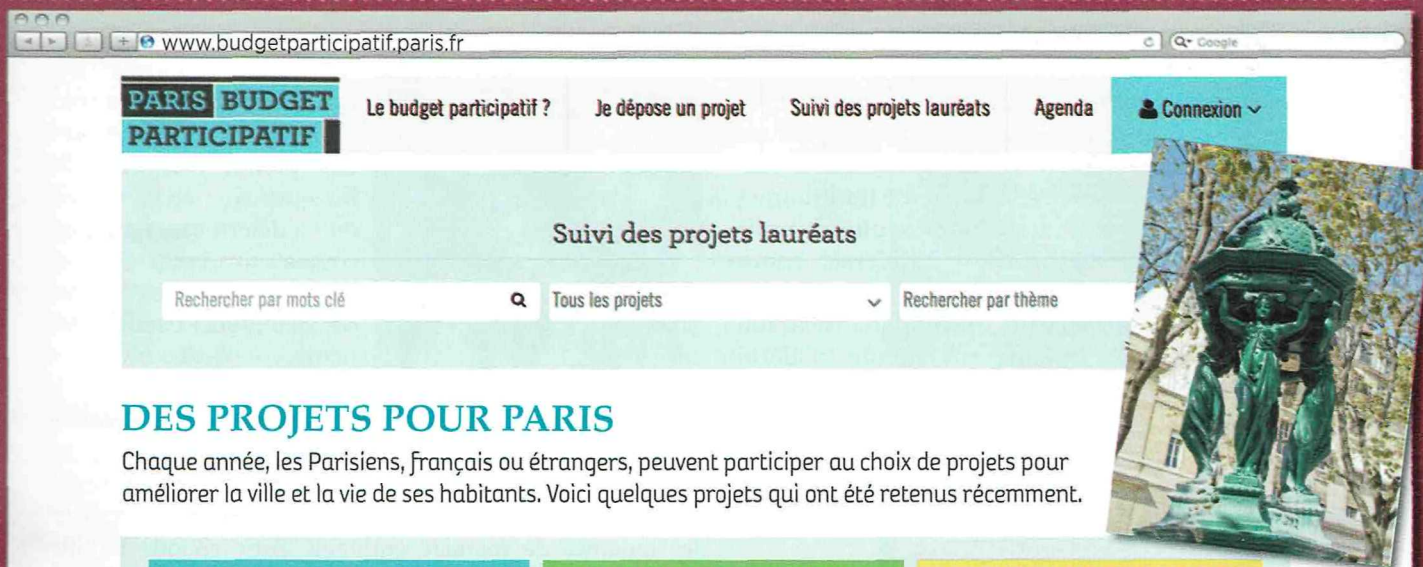 www.budgetparticipatif.paris.fr
Google
PARIS BUDGET
PARTICIPATIF
Le budget participatif ?
Je dépose un projet
Suivi des projets lauréats
Agenda
Connexion
Suivi des projets lauréats
Rechercher par mots clé
Tous les projets
Rechercher par thème
DES PROJETS POUR PARIS
Chaque année, les Parisiens, français ou étrangers, peuvent participer au choix de projets pour
améliorer la ville et la vie de ses habitants. Voici quelques projets qui ont été retenus récemment.